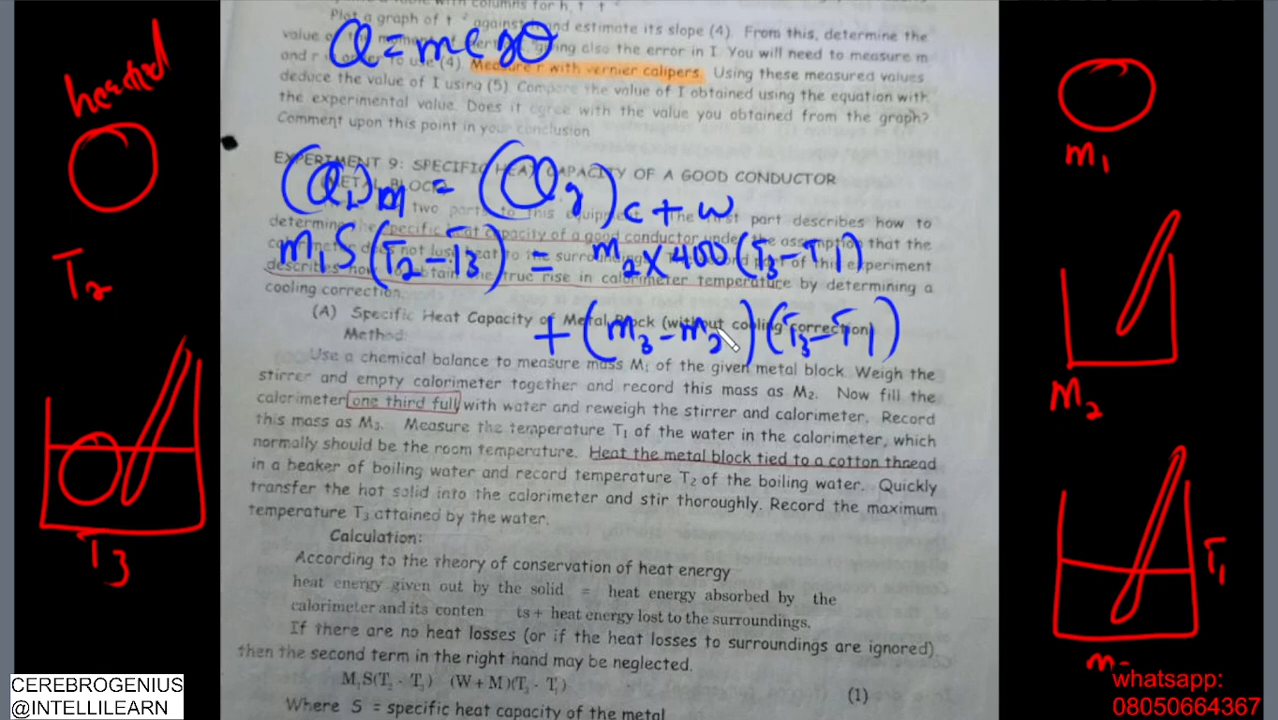 Plot a graph of t² against h and estimate its slope (4). From this, determine the
value of the moment of inertia, giving also the error in I. You will need to measure m
and r in order to use (4). Measure r with vernier calipers. Using these measured values
deduce the value of I using (5). Compare the value of I obtained using the equation with
the experimental value. Does it agree with the value you obtained from the graph?
Comment upon this point in your conclusion
EXPERIMENT 9: SPECIFIC HEAT CAPACITY OF A GOOD CONDUCTOR
(METAL BLOCK)
two parts to this equipment. The first part describes how to
determine the specific heat capacity of a good conductor under the assumption that the
calorimeter does not lose heat to the surroundings. The second part of this experiment
describes how to obtain the true rise in calorimeter temperature by determining a
cooling correction.
(A) Specific Heat Capacity of Metal Block (without cooling correction)
Method:
Use a chemical balance to measure mass M₁ of the given metal block. Weigh the
stirrer and empty calorimeter together and record this mass as M₂. Now fill the
calorimeter one third full with water and reweigh the stirrer and calorimeter. Record
this mass as M₃. Measure the temperature T₁ of the water in the calorimeter, which
normally should be the room temperature. Heat the metal block tied to a cotton thread
in a beaker of boiling water and record temperature T₂ of the boiling water. Quickly
transfer the hot solid into the calorimeter and stir thoroughly. Record the maximum
temperature T₃ attained by the water.
Calculation:
According to the theory of conservation of heat energy
heat energy given out by the solid = heat energy absorbed by the
calorimeter and its conten ts + heat energy lost to the surroundings.
If there are no heat losses (or if the heat losses to surroundings are ignored)
then the second term in the right hand may be neglected.
(1)
Where S = specific heat capacity of the metal
Q = mcθ
(Q₁)m = (Q₂)c+w
m₁S(T₂-T₃) = m₂×400(T₃-T₁)
+(m₃-m₂)(T₃-T₁)
heated
T₂
T₃
m₁
m₂
T₁
m
CEREBROGENIUS
@INTELLILEARN
whatsapp:
08050664367